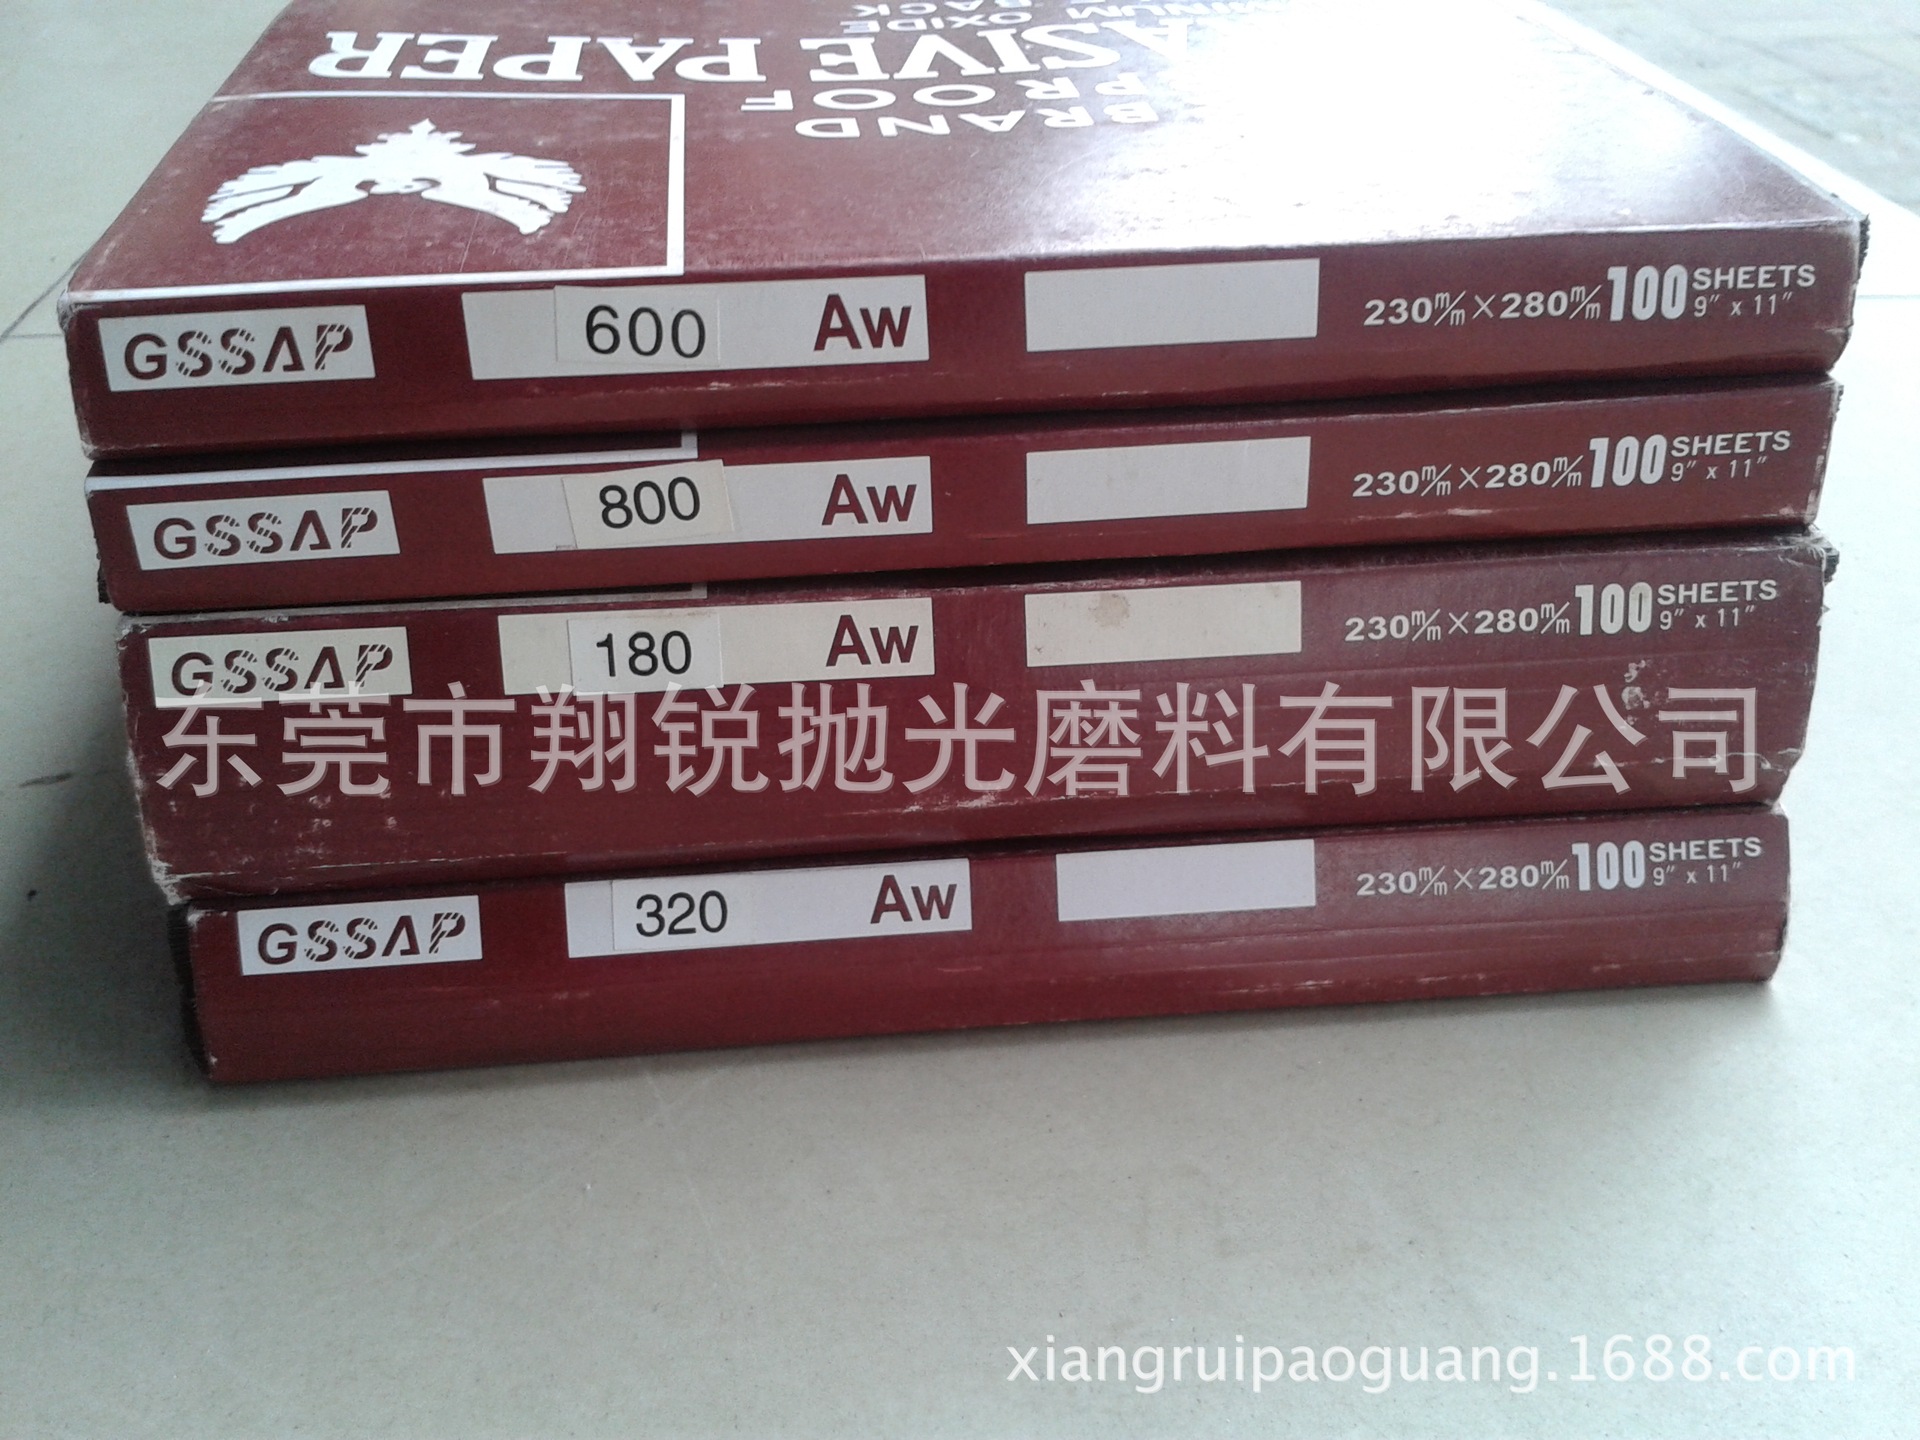 BRAND
PROOF
PAPER
OXIDE
BACK
GSSAP 600 Aw 230m/m×280m/m 100 SHEETS 9" x 11"
GSSAP 800 Aw 230m/m×280m/m 100 SHEETS 9" x 11"
GSSAP 180 Aw 230m/m×280m/m 100 SHEETS 9" x 11"
东莞市翔锐抛光磨料有限公司
GSSAP 320 Aw 230m/m×280m/m 100 SHEETS 9" x 11"
xiangruipaoguang.1688.com